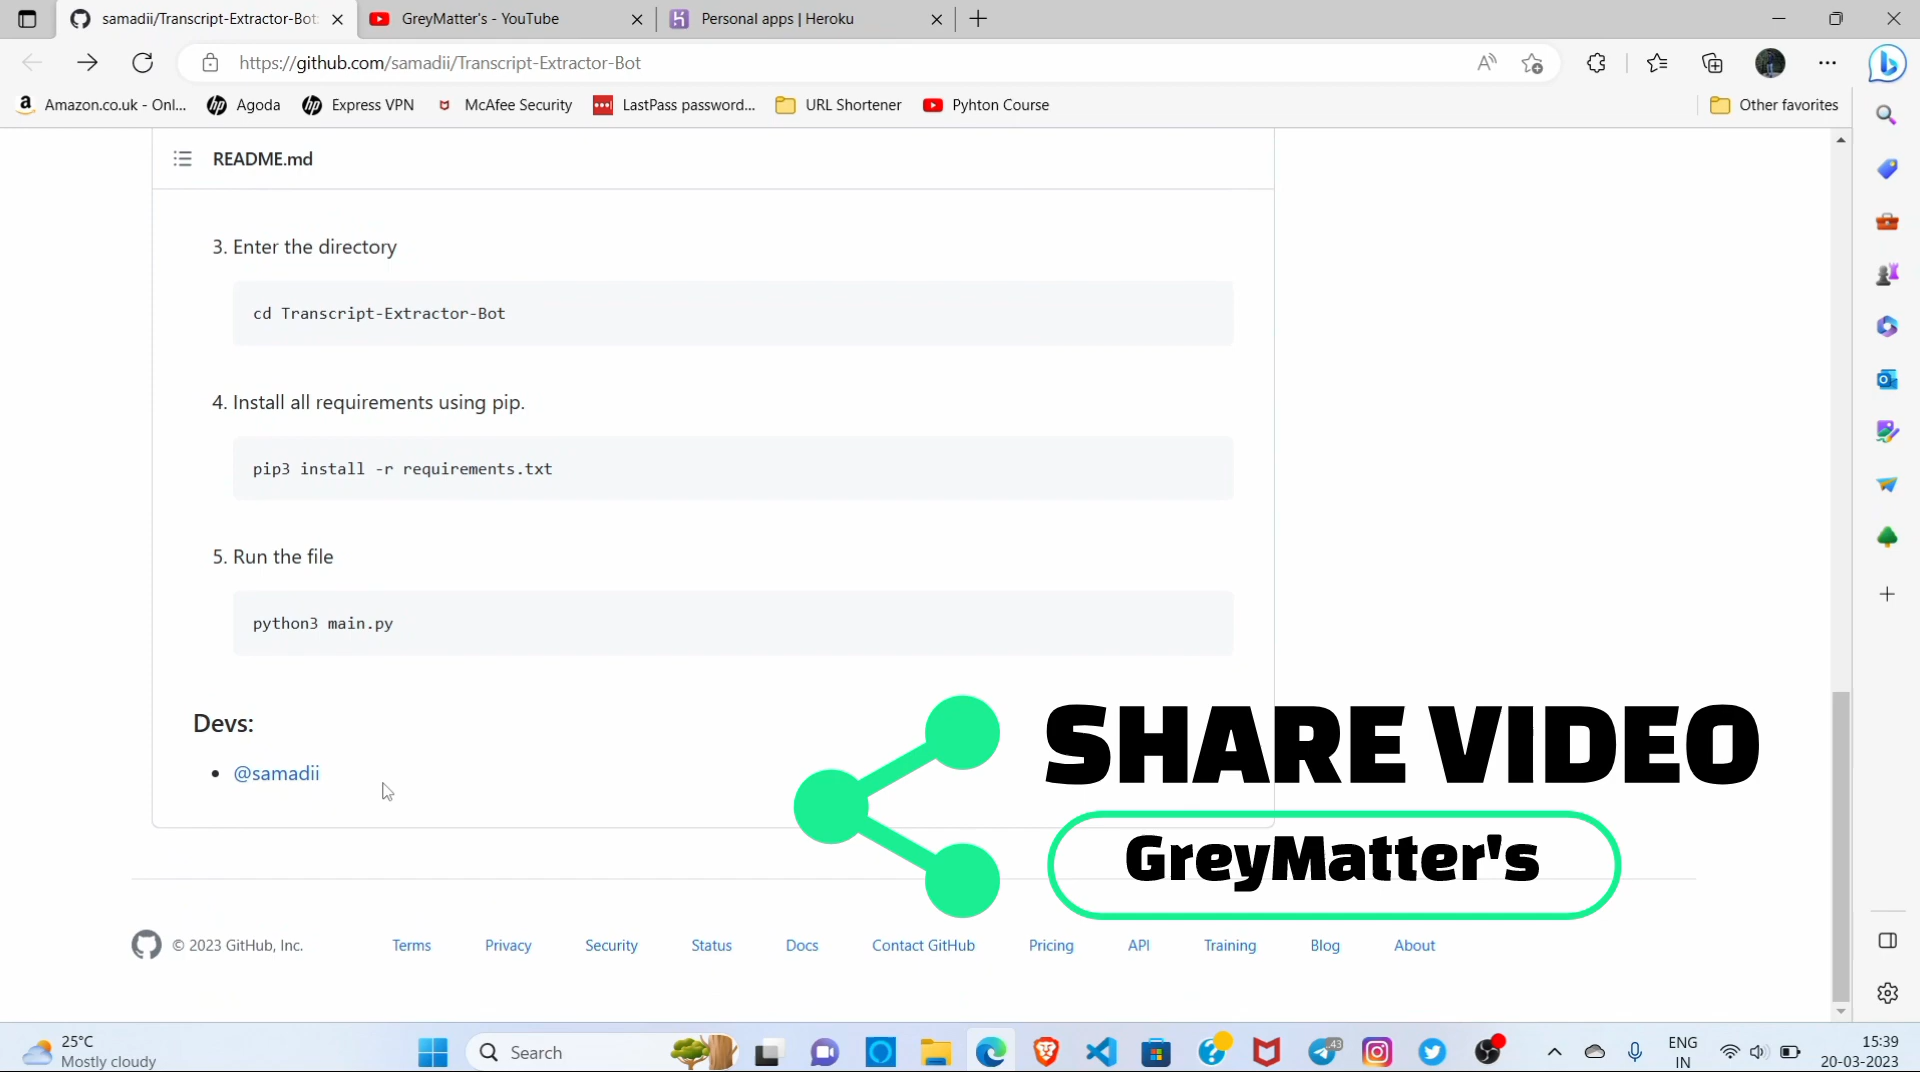 samadii/Transcript-Extractor-Bot:
GreyMatter's - YouTube
Personal apps | Heroku
https://github.com/samadii/Transcript-Extractor-Bot
Amazon.co.uk - Onl...
Agoda
Express VPN
McAfee Security
LastPass password...
URL Shortener
Pyhton Course
Other favorites
README.md
3. Enter the directory
cd Transcript-Extractor-Bot
4. Install all requirements using pip.
pip3 install -r requirements.txt
5. Run the file
python3 main.py
Devs:
@samadii
SHARE VIDEO
GreyMatter's
© 2023 GitHub, Inc.
Terms
Privacy
Security
Status
Docs
Contact GitHub
Pricing
API
Training
Blog
About
25°C
Mostly cloudy
Search
43
ENG
IN
15:39
20-03-2023